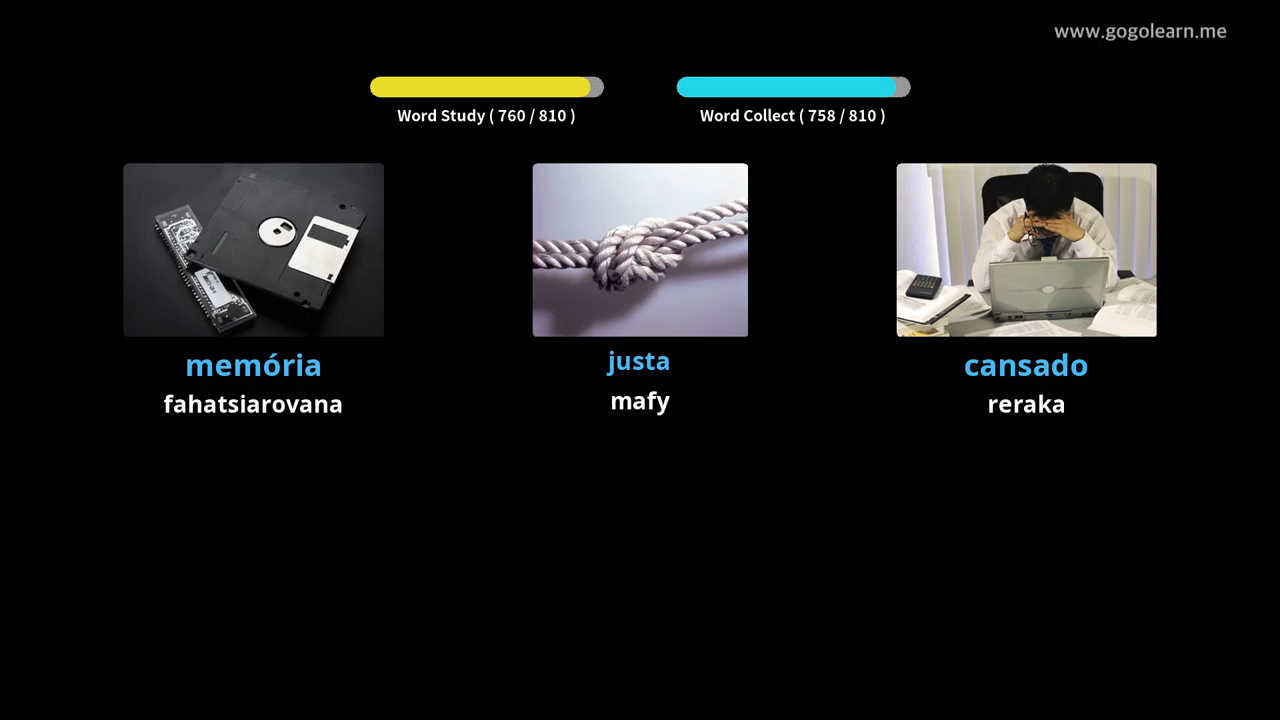 www.gogolearn.me
Word Study ( 760 / 810 )
Word Collect ( 758 / 810 )
memória
fahatsiarovana
justa
mafy
cansado
reraka